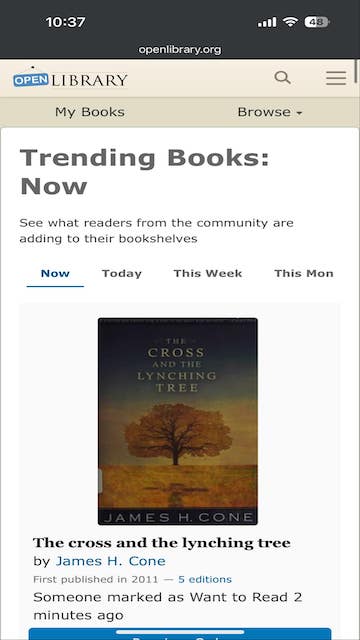 10:37
48
openlibrary.org
OPEN LIBRARY
My Books
Browse
Trending Books:
Now
See what readers from the community are
adding to their bookshelves
Now Today This Week This Mon
THE
CROSS
AND THE
LYNCHING
TREE
JAMES H. CONE
The cross and the lynching tree
by James H. Cone
First published in 2011 — 5 editions
Someone marked as Want to Read 2
minutes ago